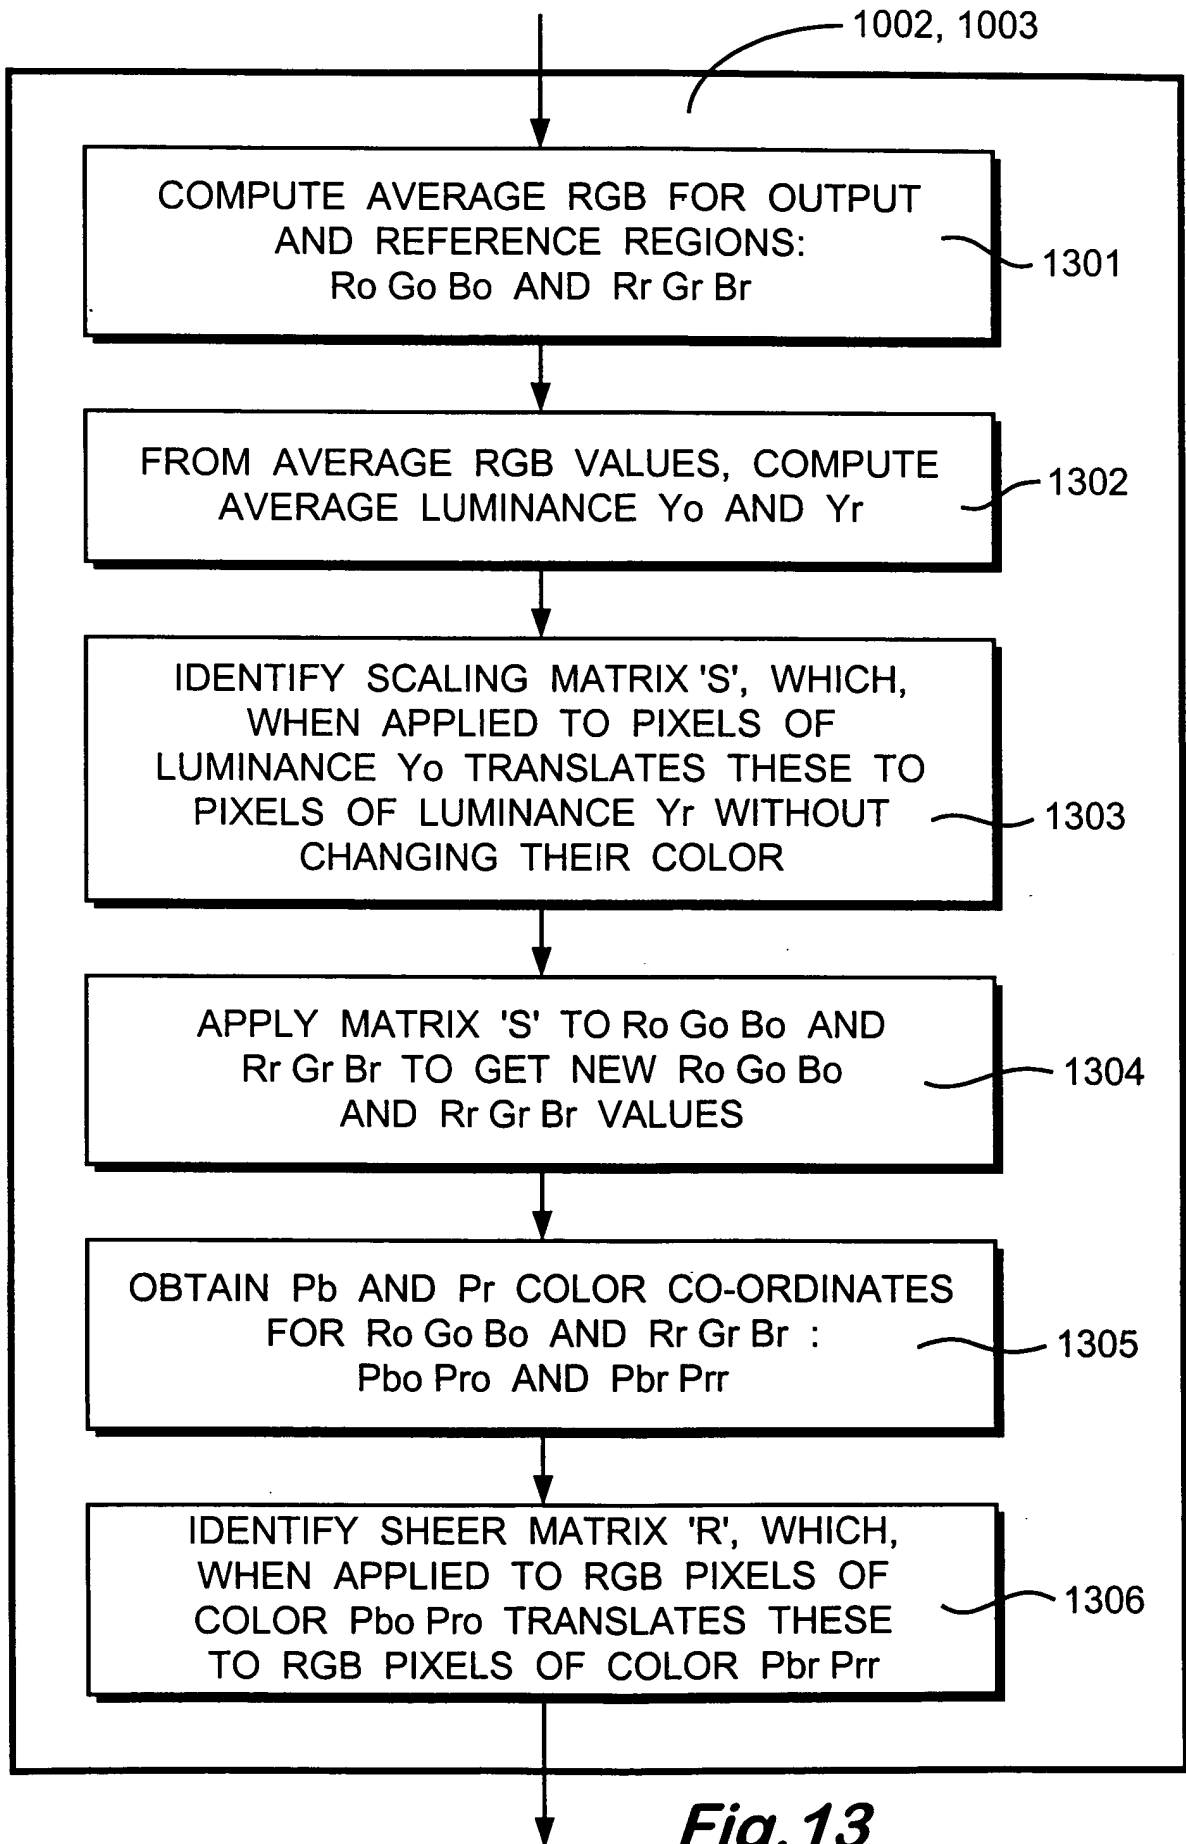 1002, 1003
COMPUTE AVERAGE RGB FOR OUTPUT
AND REFERENCE REGIONS:
Ro Go Bo AND Rr Gr Br
1301
FROM AVERAGE RGB VALUES, COMPUTE
AVERAGE LUMINANCE Yo AND Yr
1302
IDENTIFY SCALING MATRIX 'S', WHICH,
WHEN APPLIED TO PIXELS OF
LUMINANCE Yo TRANSLATES THESE TO
PIXELS OF LUMINANCE Yr WITHOUT
CHANGING THEIR COLOR
1303
APPLY MATRIX 'S' TO Ro Go Bo AND
Rr Gr Br TO GET NEW Ro Go Bo
AND Rr Gr Br VALUES
1304
OBTAIN Pb AND Pr COLOR CO-ORDINATES
FOR Ro Go Bo AND Rr Gr Br :
Pbo Pro AND Pbr Prr
1305
IDENTIFY SHEER MATRIX 'R', WHICH,
WHEN APPLIED TO RGB PIXELS OF
COLOR Pbo Pro TRANSLATES THESE
TO RGB PIXELS OF COLOR Pbr Prr
1306
Fig.13